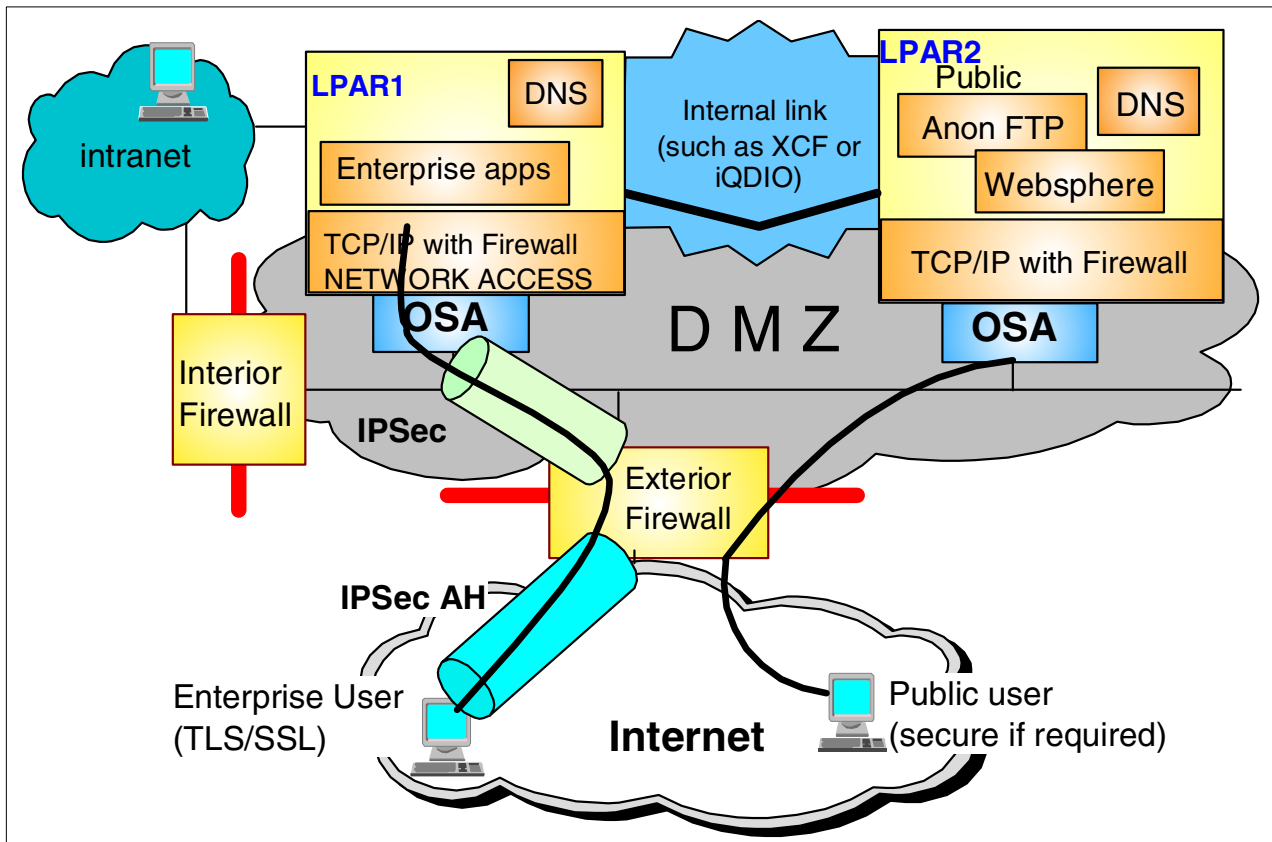 LPAR1
DNS
Enterprise apps
TCP/IP with Firewall
NETWORK ACCESS
OSA
intranet
Internal link
(such as XCF or
iQDIO)
LPAR2
Public
Anon FTP
DNS
Websphere
TCP/IP with Firewall
OSA
D M Z
Interior
Firewall
IPSec
Exterior
Firewall
IPSec AH
Enterprise User
(TLS/SSL)
Internet
Public user
(secure if required)